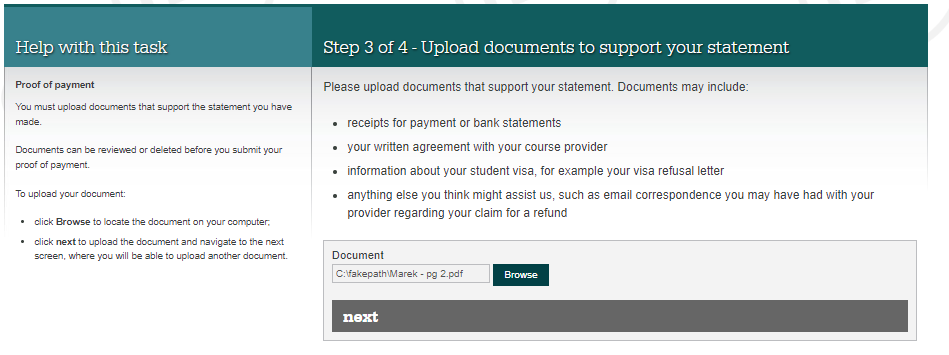 Help with this task
Proof of payment
You must upload documents that support the statement you have
made.
Documents can be reviewed or deleted before you submit your
proof of payment.
To upload your document:
• click Browse to locate the document on your computer;
• click next to upload the document and navigate to the next
screen, where you will be able to upload another document.
Step 3 of 4 - Upload documents to support your statement
Please upload documents that support your statement. Documents may include:
• receipts for payment or bank statements
• your written agreement with your course provider
• information about your student visa, for example your visa refusal letter
• anything else you think might assist us, such as email correspondence you may have had with your
provider regarding your claim for a refund
Document
C:\fakepath\Marek - pg 2.pdf
Browse
next